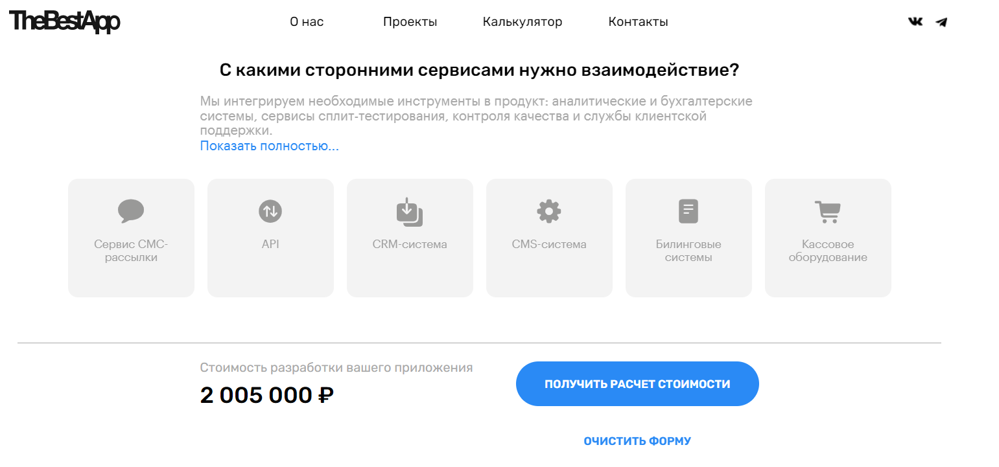 TheBestApp
О нас
Проекты
Калькулятор
Контакты
С какими сторонними сервисами нужно взаимодействие?
Мы интегрируем необходимые инструменты в продукт: аналитические и бухгалтерские
системы, сервисы сплит-тестирования, контроля качества и службы клиентской
поддержки.
Показать полностью...
Сервис СМС-
рассылки
API
CRM-система
CMS-система
Билинговые
системы
Кассовое
оборудование
Стоимость разработки вашего приложения
2 005 000 ₽
ПОЛУЧИТЬ РАСЧЕТ СТОИМОСТИ
ОЧИСТИТЬ ФОРМУ